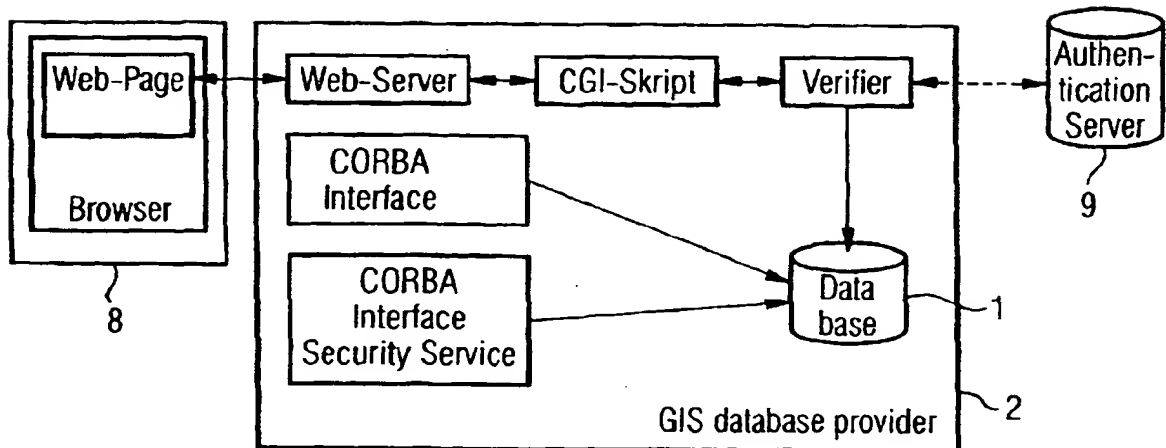 Web-Page
Browser
8
Web-Server
CGI-Skript
Verifier
Authen-
tication
Server
9
CORBA
Interface
CORBA
Interface
Security Service
Data
base
1
GIS database provider
2